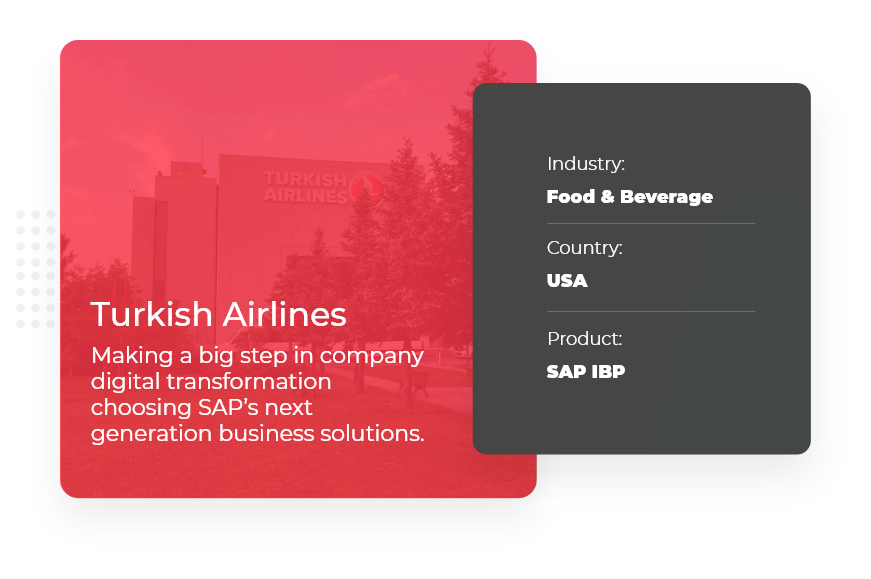 TURKISH
AIRLINES
Turkish Airlines
Making a big step in company
digital transformation
choosing SAP’s next
generation business solutions.
Industry:
Food & Beverage
Country:
USA
Product:
SAP IBP